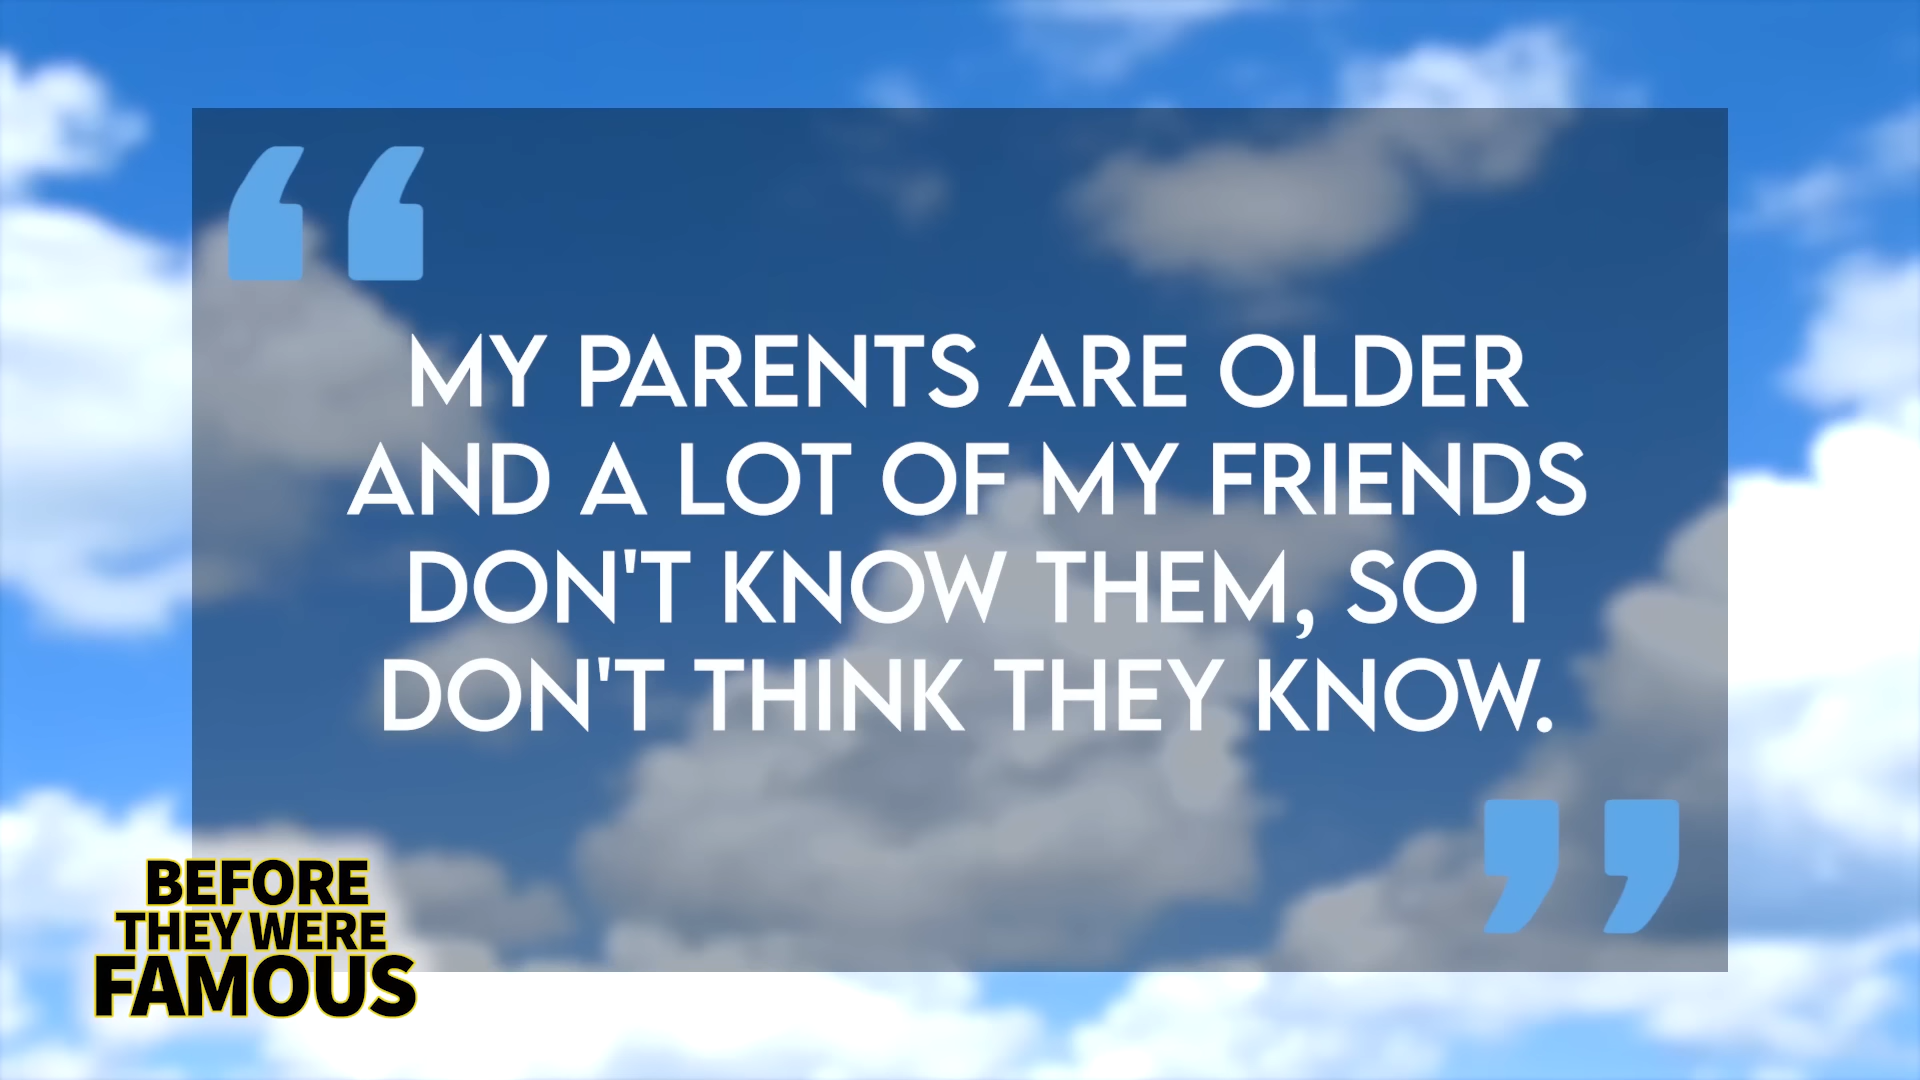 “
MY PARENTS ARE OLDER
AND A LOT OF MY FRIENDS
DON'T KNOW THEM, SO I
DON'T THINK THEY KNOW.
”
BEFORE
THEY WERE
FAMOUS